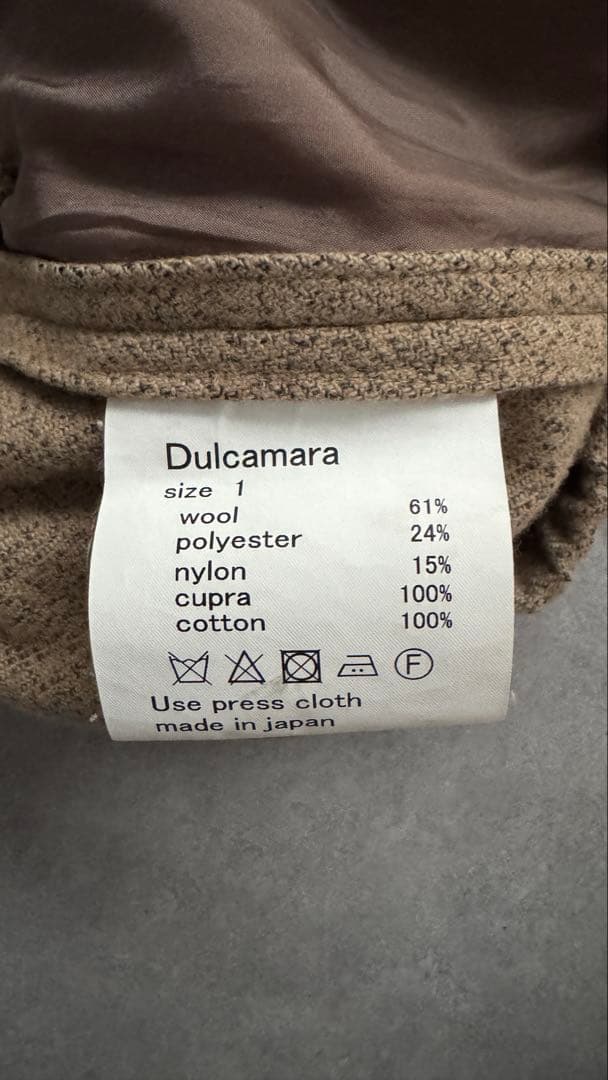 Dulcamara
size 1
wool 61%
polyester 24%
nylon 15%
cupra 100%
cotton 100%
F
Use press cloth
made in japan